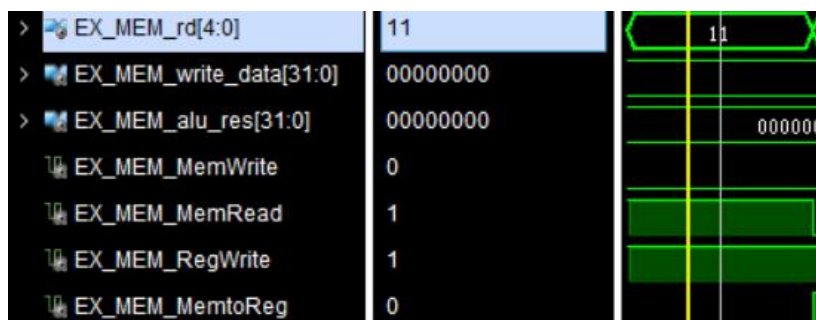 EX_MEM_rd[4:0] 11 11
EX_MEM_write_data[31:0] 00000000
EX_MEM_alu_res[31:0] 00000000 000000
EX_MEM_MemWrite 0
EX_MEM_MemRead 1
EX_MEM_RegWrite 1
EX_MEM_MemtoReg 0